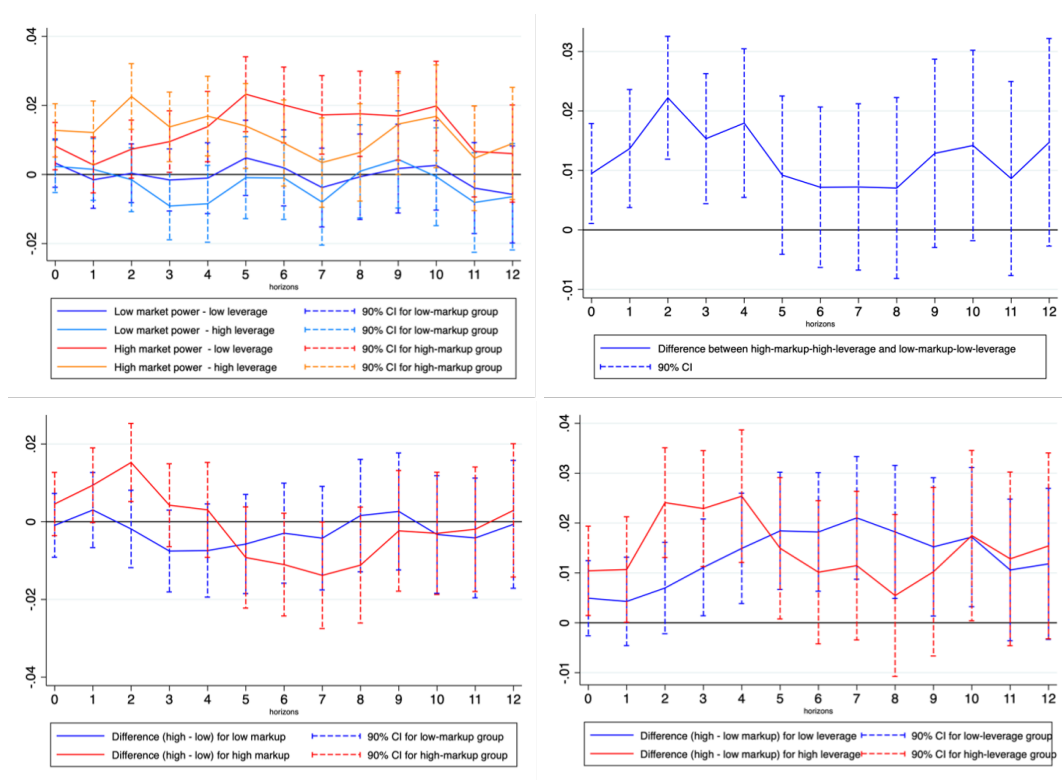 .04
.02
0
-.02
0 1 2 3 4 5 6 7 8 9 10 11 12
horizons
Low market power - low leverage 90% CI for low-markup group
Low market power - high leverage 90% CI for low-markup group
High market power - low leverage 90% CI for high-markup group
High market power - high leverage 90% CI for high-markup group
.03
.02
.01
0
-.01
0 1 2 3 4 5 6 7 8 9 10 11 12
horizons
Difference between high-markup-high-leverage and low-markup-low-leverage
90% CI
.02
0
-.02
-.04
0 1 2 3 4 5 6 7 8 9 10 11 12
horizons
Difference (high - low) for low markup 90% CI for low-markup group
Difference (high - low) for high markup 90% CI for high-markup group
.04
.03
.02
.01
0
-.01
0 1 2 3 4 5 6 7 8 9 10 11 12
horizons
Difference (high - low markup) for low leverage 90% CI for low-leverage group
Difference (high - low markup) for high leverage 90% CI for high-leverage group